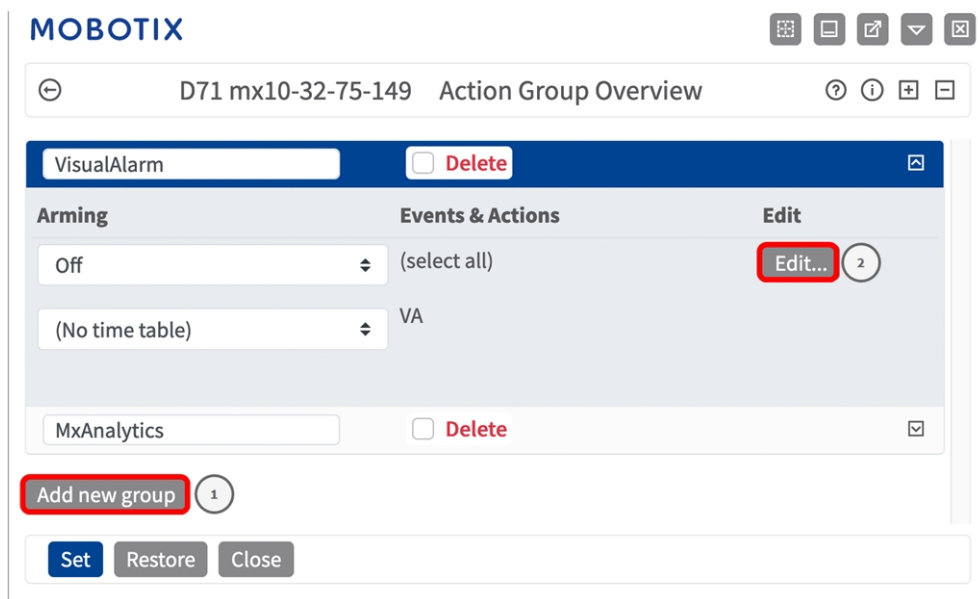 MOBOTIX
D71 mx10-32-75-149 Action Group Overview
VisualAlarm Delete
Arming Events & Actions Edit
Off (select all) Edit... 2
(No time table) VA
MxAnalytics Delete
Add new group 1
Set Restore Close